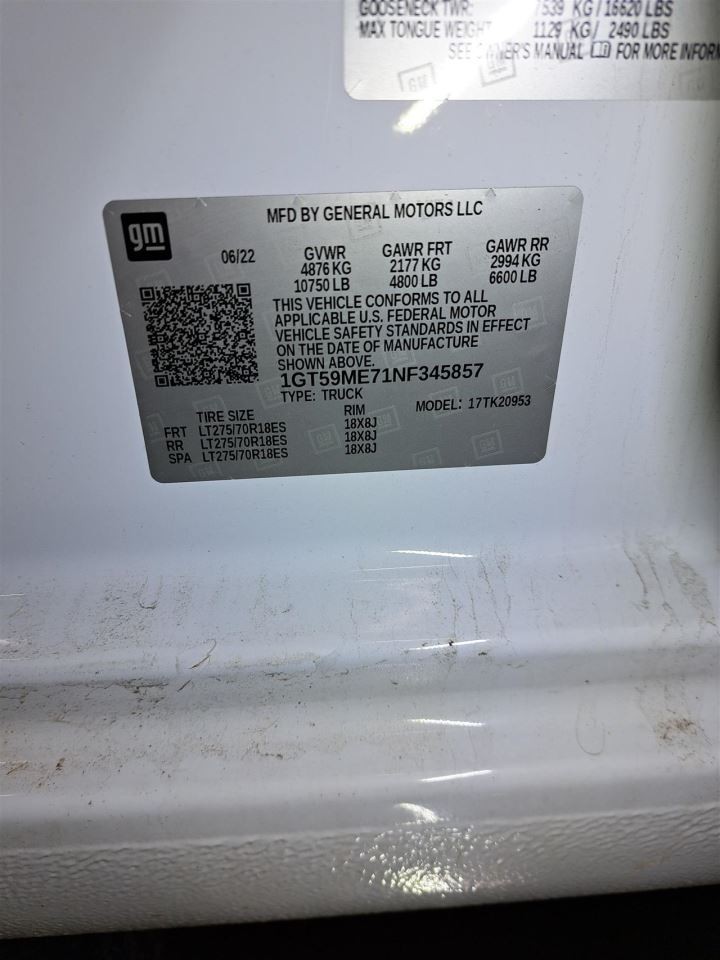 GOOSENECK TWR: 7539 KG/16620 LBS
MAX TONGUE WEIGHT 1129 KG/ 2490 LBS
SEE OWNER'S MANUAL FOR MORE INFORM
gm
MFD BY GENERAL MOTORS LLC
06/22 GVWR GAWR FRT GAWR RR
4876 KG 2177 KG 2994 KG
10750 LB 4800 LB 6600 LB
THIS VEHICLE CONFORMS TO ALL
APPLICABLE U.S. FEDERAL MOTOR
VEHICLE SAFETY STANDARDS IN EFFECT
ON THE DATE OF MANUFACTURE
SHOWN ABOVE.
1GT59ME71NF345857
TYPE: TRUCK MODEL: 17TK20953
TIRE SIZE RIM
FRT LT275/70R18ES 18X8J
RR LT275/70R18ES 18X8J
SPA LT275/70R18ES 18X8J